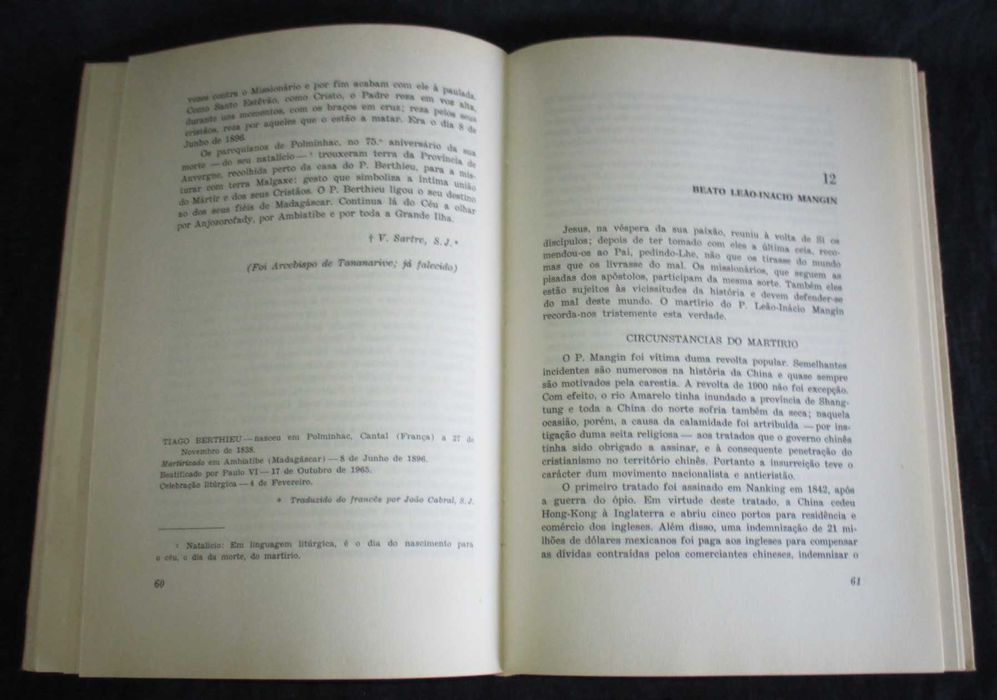 vezes contra o Missionário e por fim acabam com ele à paulada.
Como Santo Estêvão, como Cristo, o Padre reza em voz alta,
durante uns momentos, com os braços em cruz; reza pelos seus
cristãos, reza por aqueles que o estão a matar. Era o dia 8 de
Junho de 1896.
Os paroquianos de Polminhac, no 75.º aniversário da sua
morte — do seu natalício — ¹ trouxeram terra da Província de
Auvergne, recolhida perto da casa do P. Berthieu, para a mis-
turar com terra Malgaxe: gesto que simboliza a íntima união
do Mártir e dos seus Cristãos. O P. Berthieu ligou o seu destino
ao dos seus fiéis de Madagáscar. Continua lá do Céu a olhar
por Anjozorofady, por Ambiatibe e por toda a Grande Ilha.
† V. Sartre, S. J. *
(Foi Arcebispo de Tananarive; já falecido)
TIAGO BERTHIEU — nasceu em Polminhac, Cantal (França) a 27 de
Novembro de 1838.
Martirizado em Ambiatibe (Madagáscar) — 8 de Junho de 1896.
Beatificado por Paulo VI — 17 de Outubro de 1965.
Celebração litúrgica — 4 de Fevereiro.
* Traduzido do francês por João Cabral, S. J.
¹ Natalício: Em linguagem litúrgica, é o dia do nascimento para
o céu, o dia da morte, do martírio.
60
12
BEATO LEÃO-INÁCIO MANGIN
Jesus, na véspera da sua paixão, reuniu à volta de Si os
discípulos; depois de ter tomado com eles a última ceia, reco-
mendou-os ao Pai, pedindo-Lhe, não que os tirasse do mundo
mas que os livrasse do mal. Os missionários, que seguem as
pisadas dos apóstolos, participam da mesma sorte. Também eles
estão sujeitos às vicissitudes da história e devem defender-se
do mal deste mundo. O martírio do P. Leão-Inácio Mangin
recorda-nos tristemente esta verdade.
CIRCUNSTANCIAS DO MARTIRIO
O P. Mangin foi vítima duma revolta popular. Semelhantes
incidentes são numerosos na história da China e quase sempre
são motivados pela carestia. A revolta de 1900 não foi excepção.
Com efeito, o rio Amarelo tinha inundado a província de Shang-
tung e toda a China do norte sofria também da seca; naquela
ocasião, porém, a causa da calamidade foi artribuída — por ins-
tigação duma seita religiosa — aos tratados que o governo chinês
tinha sido obrigado a assinar, e à consequente penetração do
cristianismo no território chinês. Portanto a insurreição teve o
carácter dum movimento nacionalista e anticristão.
O primeiro tratado foi assinado em Nanking em 1842, após
a guerra do ópio. Em virtude deste tratado, a China cedeu
Hong-Kong à Inglaterra e abriu cinco portos para residência e
comércio dos ingleses. Além disso, uma indemnização de 21 mi-
lhões de dólares mexicanos foi paga aos ingleses para compensar
as dívidas contraídas pelos comerciantes chineses, indemnizar o
61